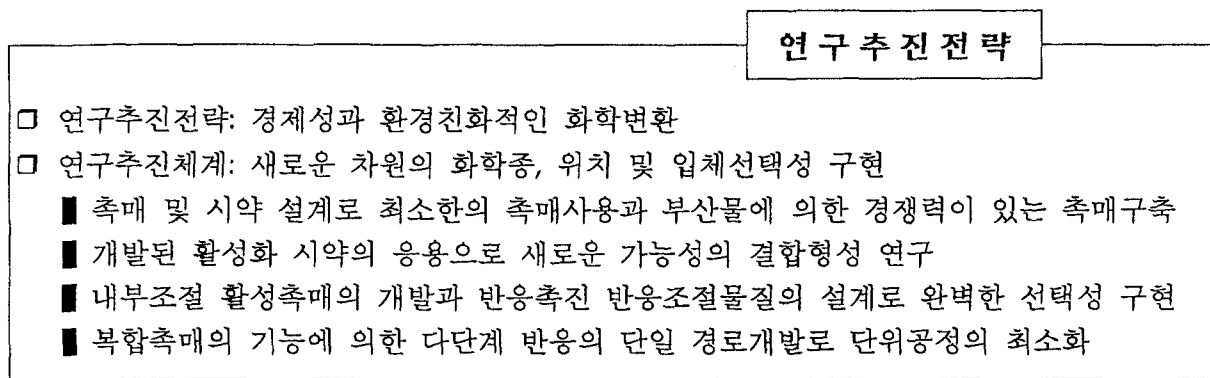 연구추진전략
❒ 연구추진전략: 경제성과 환경친화적인 화학변환
❒ 연구추진체계: 새로운 차원의 화학종, 위치 및 입체선택성 구현
▮ 촉매 및 시약 설계로 최소한의 촉매사용과 부산물에 의한 경쟁력이 있는 촉매구축
▮ 개발된 활성화 시약의 응용으로 새로운 가능성의 결합형성 연구
▮ 내부조절 활성촉매의 개발과 반응촉진 반응조절물질의 설계로 완벽한 선택성 구현
▮ 복합촉매의 기능에 의한 다단계 반응의 단일 경로개발로 단위공정의 최소화